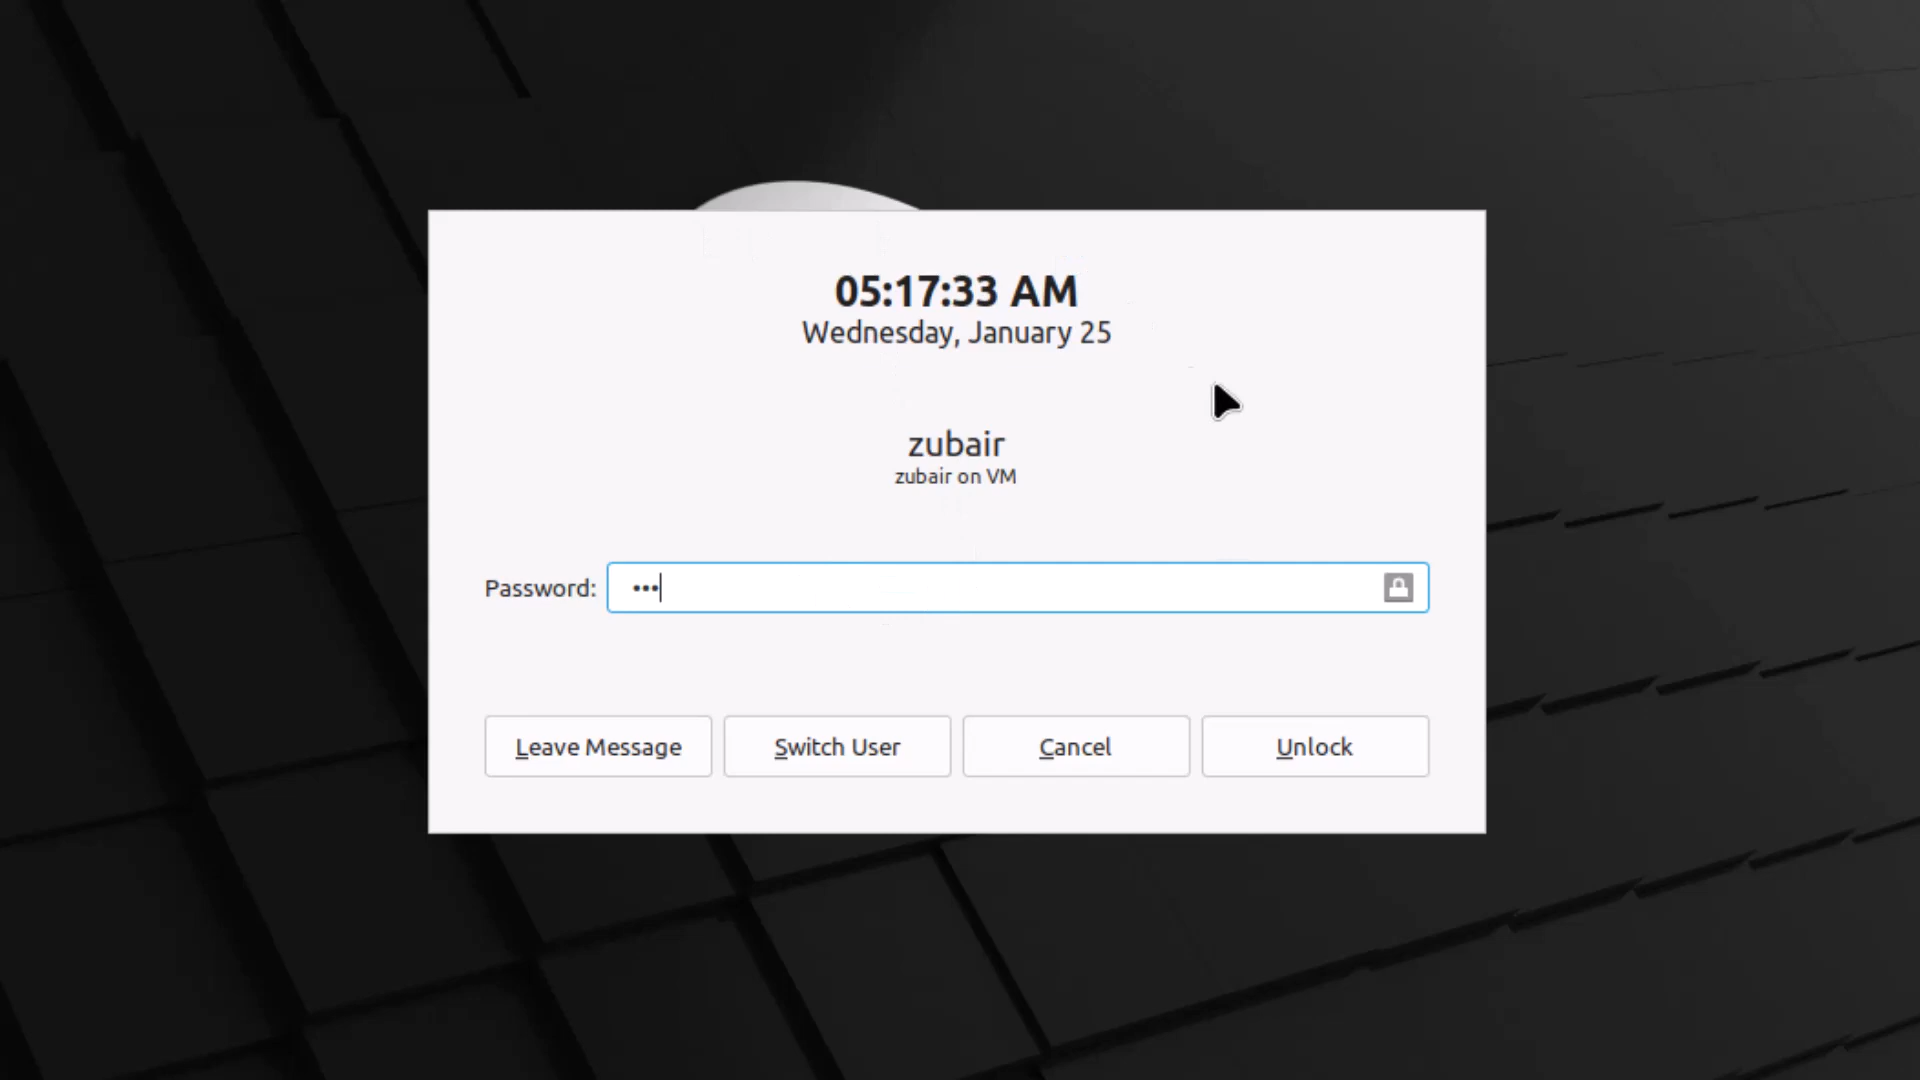 05:17:33 AM
Wednesday, January 25
zubair
zubair on VM
Password: •••
Leave Message Switch User Cancel Unlock